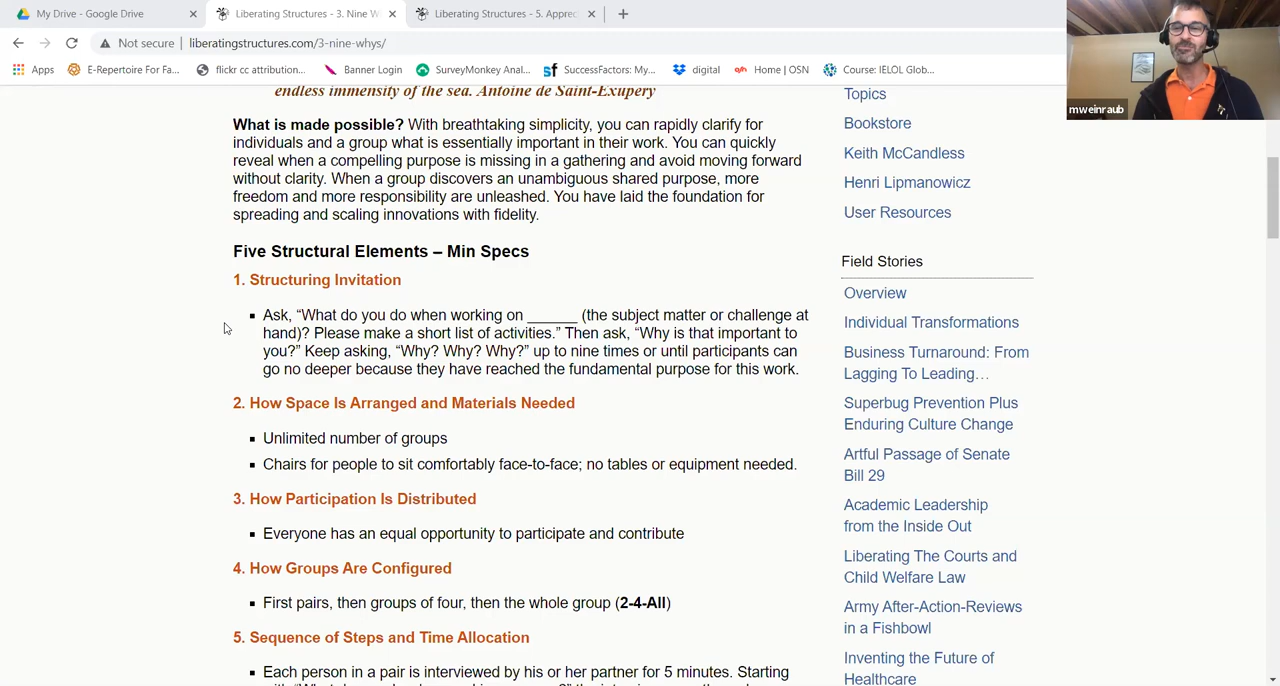 My Drive - Google Drive
Liberating Structures - 3. Nine W
Liberating Structures - 5. Apprec
Not secure | liberatingstructures.com/3-nine-whys/
Apps
E-Repertoire For Fa...
flickr cc attribution...
Banner Login
SurveyMonkey Anal...
SuccessFactors: My...
digital
Home | OSN
Course: IELOL Glob...
mweinraub
endless immensity of the sea. Antoine de Saint-Exupery
What is made possible? With breathtaking simplicity, you can rapidly clarify for
individuals and a group what is essentially important in their work. You can quickly
reveal when a compelling purpose is missing in a gathering and avoid moving forward
without clarity. When a group discovers an unambiguous shared purpose, more
freedom and more responsibility are unleashed. You have laid the foundation for
spreading and scaling innovations with fidelity.
Five Structural Elements – Min Specs
1. Structuring Invitation
▪ Ask, “What do you do when working on ______ (the subject matter or challenge at
hand)? Please make a short list of activities.” Then ask, “Why is that important to
you?” Keep asking, “Why? Why? Why?” up to nine times or until participants can
go no deeper because they have reached the fundamental purpose for this work.
2. How Space Is Arranged and Materials Needed
▪ Unlimited number of groups
▪ Chairs for people to sit comfortably face-to-face; no tables or equipment needed.
3. How Participation Is Distributed
▪ Everyone has an equal opportunity to participate and contribute
4. How Groups Are Configured
▪ First pairs, then groups of four, then the whole group (2-4-All)
5. Sequence of Steps and Time Allocation
▪ Each person in a pair is interviewed by his or her partner for 5 minutes. Starting
Topics
Bookstore
Keith McCandless
Henri Lipmanowicz
User Resources
Field Stories
Overview
Individual Transformations
Business Turnaround: From
Lagging To Leading…
Superbug Prevention Plus
Enduring Culture Change
Artful Passage of Senate
Bill 29
Academic Leadership
from the Inside Out
Liberating The Courts and
Child Welfare Law
Army After-Action-Reviews
in a Fishbowl
Inventing the Future of
Healthcare